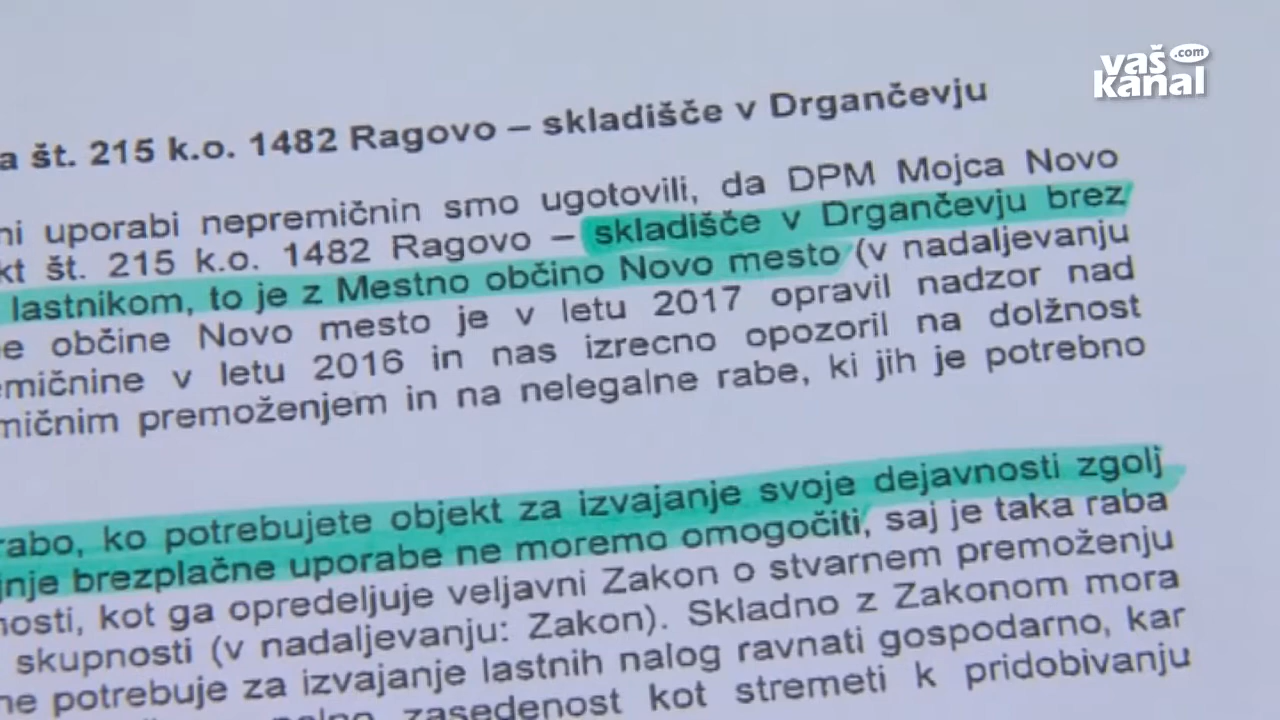 vaš
.com
kanal
a št. 215 k.o. 1482 Ragovo – skladišče v Drgančevju
ni uporabi nepremičnin smo ugotovili, da DPM Mojca Novo
kt št. 215 k.o. 1482 Ragovo – skladišče v Drgančevju brez
lastnikom, to je z Mestno občino Novo mesto (v nadaljevanju
e občine Novo mesto je v letu 2017 opravil nadzor nad
emičnine v letu 2016 in nas izrecno opozoril na dolžnost
mičnim premoženjem in na nelegalne rabe, ki jih je potrebno
rabo, ko potrebujete objekt za izvajanje svoje dejavnosti zgolj
nje brezplačne uporabe ne moremo omogočiti, saj je taka raba
nosti, kot ga opredeljuje veljavni Zakon o stvarnem premoženju
skupnosti (v nadaljevanju: Zakon). Skladno z Zakonom mora
ne potrebuje za izvajanje lastnih nalog ravnati gospodarno, kar
zasedenost kot stremeti k pridobivanju